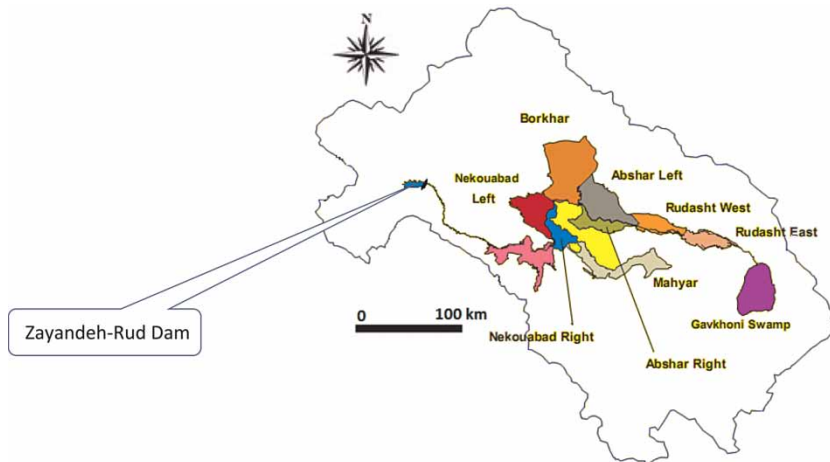 N
Borkhar
Abshar Left
Nekouabad
Left
Rudasht West
Rudasht East
Mahyar
Zayandeh-Rud Dam
0 100 km
Gavkhoni Swamp
Nekouabad Right
Abshar Right